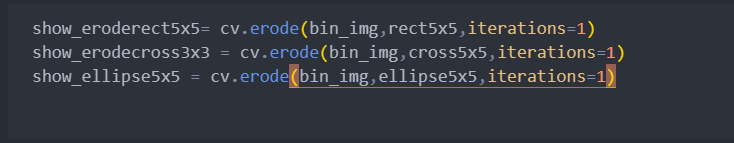 show_eroderect5x5= cv.erode(bin_img,rect5x5,iterations=1)
show_erodecross3x3 = cv.erode(bin_img,cross5x5,iterations=1)
show_ellipse5x5 = cv.erode(bin_img,ellipse5x5,iterations=1)